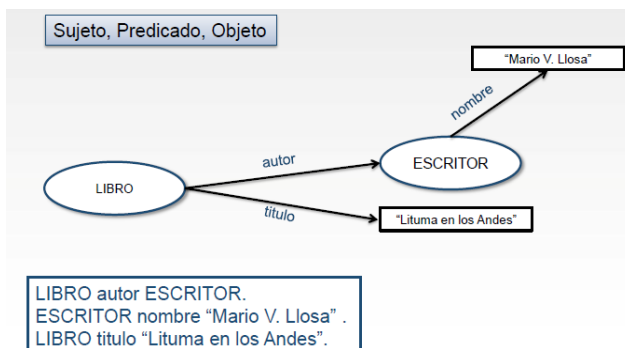 Sujeto, Predicado, Objeto
“Mario V. Llosa”
nombre
autor
ESCRITOR
LIBRO
titulo
“Lituma en los Andes”
LIBRO autor ESCRITOR.
ESCRITOR nombre “Mario V. Llosa” .
LIBRO titulo “Lituma en los Andes”.